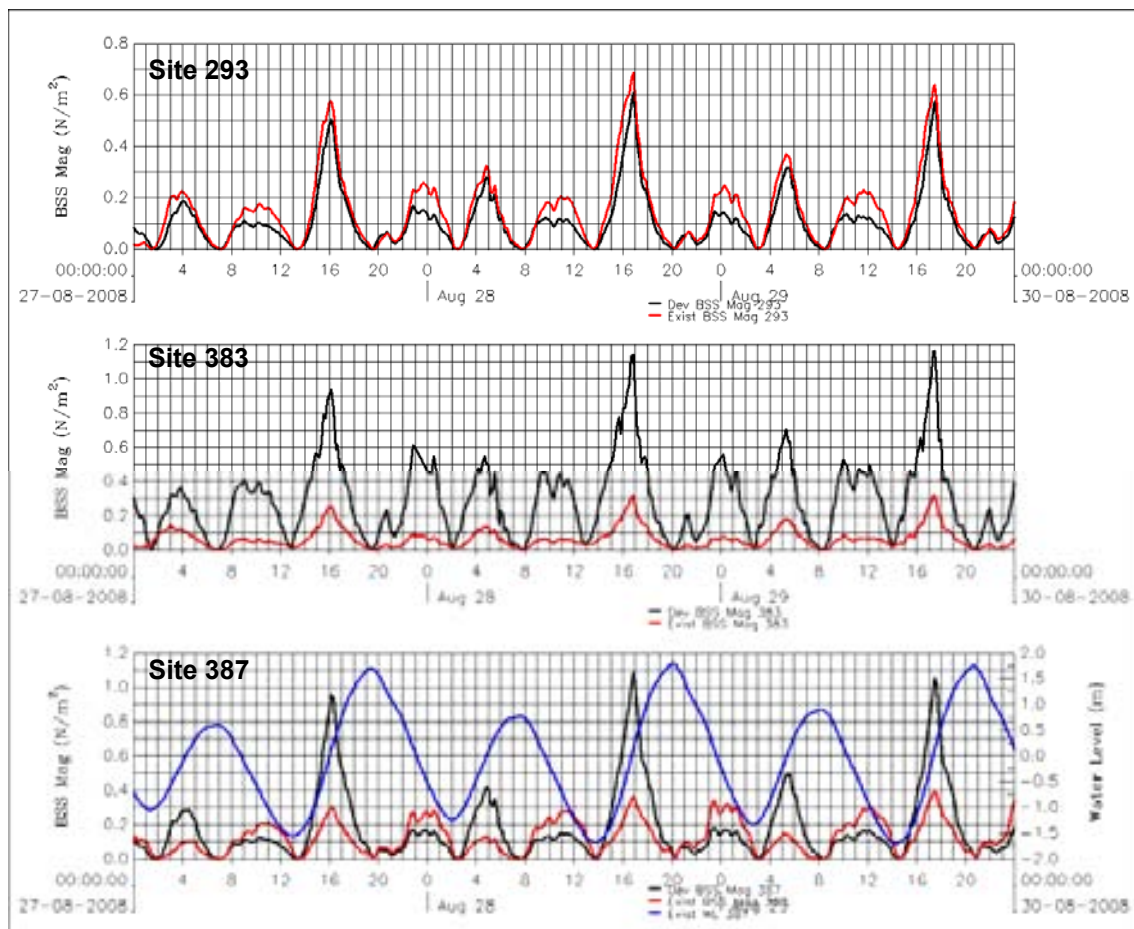 Site 293
BSS Mag (N/m²)
0.8
0.6
0.4
0.2
0.0
4 8 12 16 20 0 4 8 12 16 20 0 4 8 12 16 20
00:00:00 00:00:00
27-08-2008 Aug 28 Aug 29 30-08-2008
Dev BSS Mag 293
Exist BSS Mag 293
Site 383
BSS Mag (N/m²)
1.2
1.0
0.8
0.6
0.4
0.2
0.0
4 8 12 16 20 0 4 8 12 16 20 0 4 8 12 16 20
00:00:00 00:00:00
27-08-2008 Aug 28 Aug 29 30-08-2008
Dev BSS Mag 383
Exist BSS Mag 383
Site 387
BSS Mag (N/m²)
1.2
1.0
0.8
0.6
0.4
0.2
0.0
2.0
1.5
1.0
0.5
0.0
-0.5
-1.0
-1.5
-2.0
Water Level (m)
4 8 12 16 20 0 4 8 12 16 20 0 4 8 12 16 20
00:00:00 00:00:00
27-08-2008 Aug 28 29 30-08-2008
Dev BSS Mag 387
Exist BSS Mag
Exist WL 387